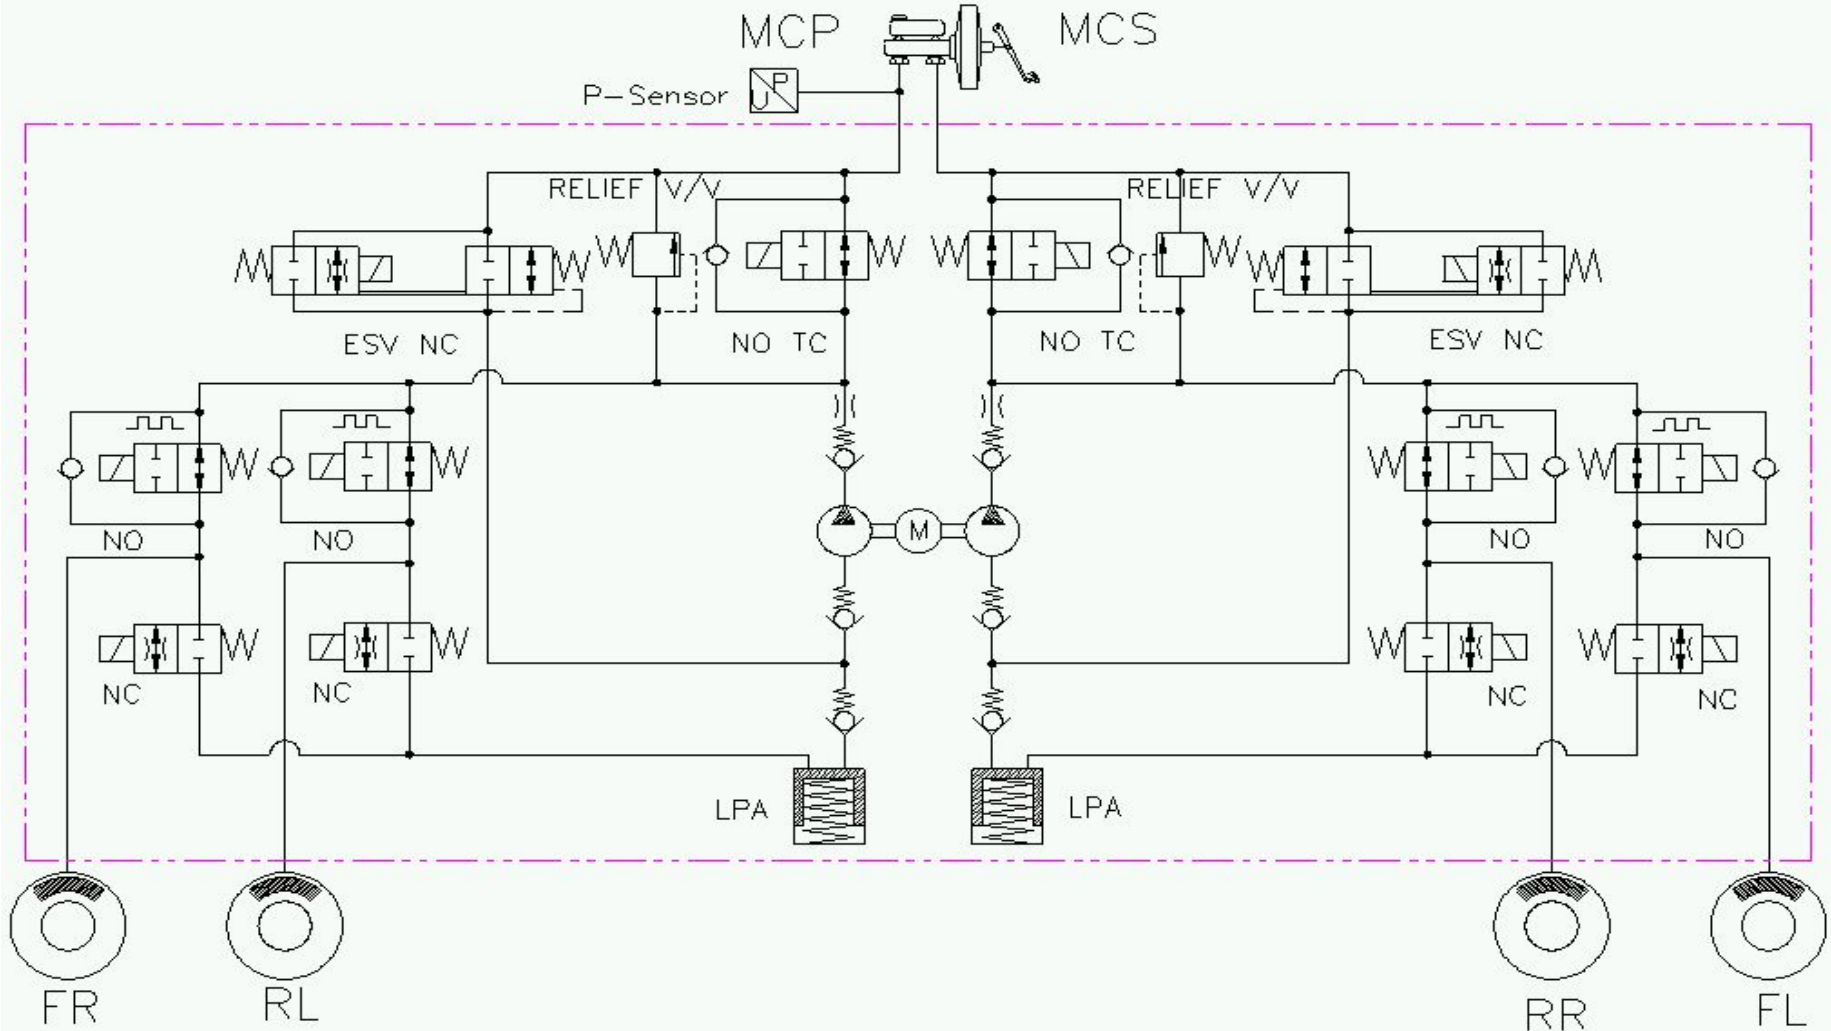 MCP
MCS
P-Sensor
P
U
RELIEF V/V
RELIEF V/V
ESV NC
NO TC
NO TC
ESV NC
NO
NO
M
NO
NO
NC
NC
NC
NC
LPA
LPA
FR
RL
RR
FL